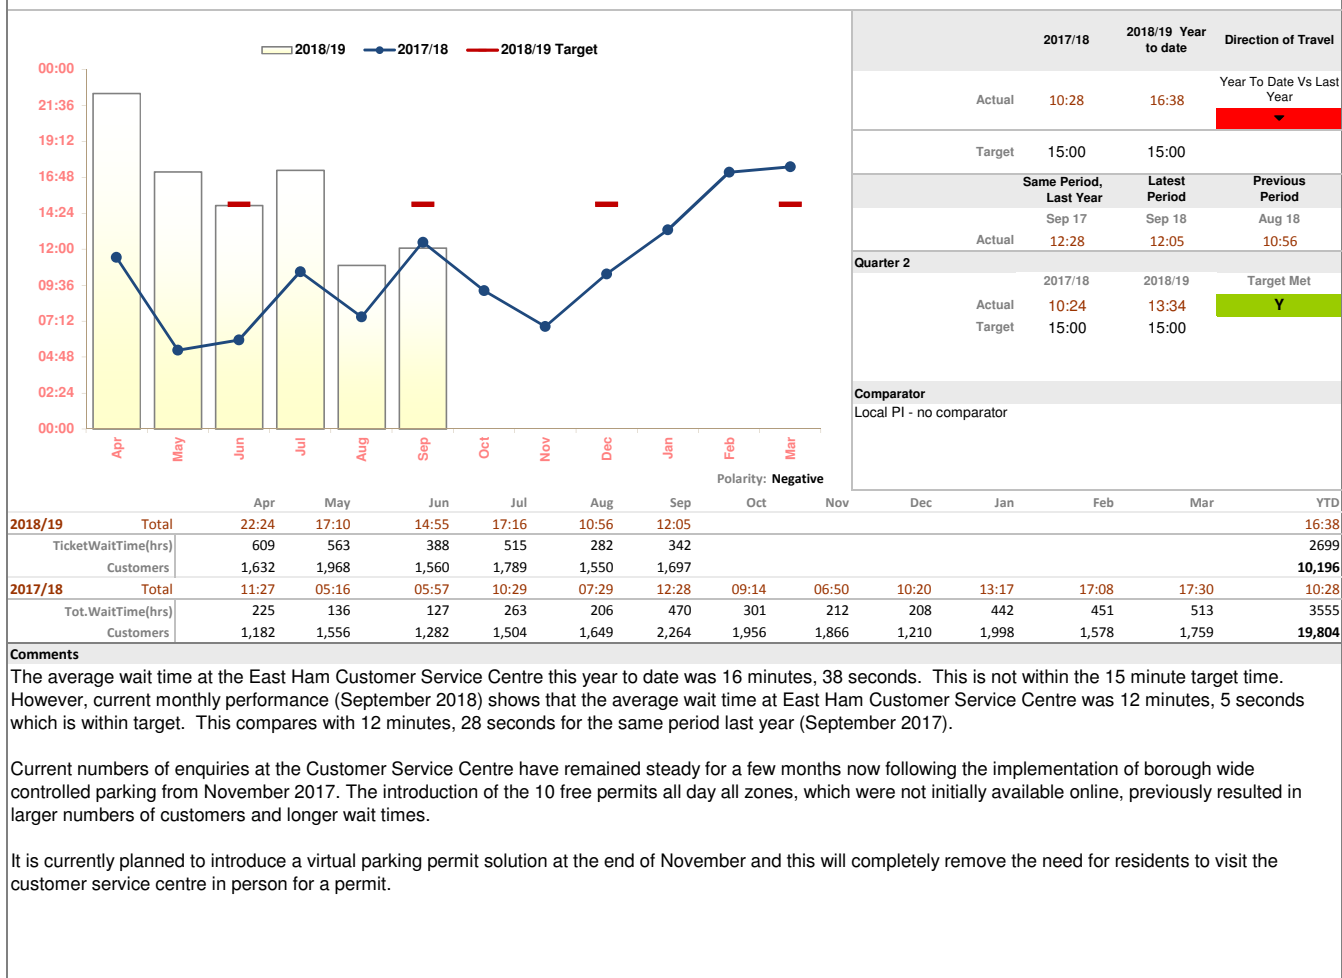 2018/19 2017/18 2018/19 Target
00:00
21:36
19:12
16:48
14:24
12:00
09:36
07:12
04:48
02:24
00:00
Apr May Jun Jul Aug Sep Oct Nov Dec Jan Feb Mar
Polarity: Negative
2017/18 2018/19 Year to date Direction of Travel
Year To Date Vs Last Year
Actual 10:28 16:38
Target 15:00 15:00
Same Period, Last Year Latest Period Previous Period
Sep 17 Sep 18 Aug 18
Actual 12:28 12:05 10:56
Quarter 2
2017/18 2018/19 Target Met
Actual 10:24 13:34 Y
Target 15:00 15:00
Comparator
Local PI - no comparator
Apr May Jun Jul Aug Sep Oct Nov Dec Jan Feb Mar YTD
2018/19 Total 22:24 17:10 14:55 17:16 10:56 12:05 16:38
TicketWaitTime(hrs) 609 563 388 515 282 342 2699
Customers 1,632 1,968 1,560 1,789 1,550 1,697 10,196
2017/18 Total 11:27 05:16 05:57 10:29 07:29 12:28 09:14 06:50 10:20 13:17 17:08 17:30 10:28
Tot.WaitTime(hrs) 225 136 127 263 206 470 301 212 208 442 451 513 3555
Customers 1,182 1,556 1,282 1,504 1,649 2,264 1,956 1,866 1,210 1,998 1,578 1,759 19,804
Comments
The average wait time at the East Ham Customer Service Centre this year to date was 16 minutes, 38 seconds. This is not within the 15 minute target time.
However, current monthly performance (September 2018) shows that the average wait time at East Ham Customer Service Centre was 12 minutes, 5 seconds
which is within target. This compares with 12 minutes, 28 seconds for the same period last year (September 2017).
Current numbers of enquiries at the Customer Service Centre have remained steady for a few months now following the implementation of borough wide
controlled parking from November 2017. The introduction of the 10 free permits all day all zones, which were not initially available online, previously resulted in
larger numbers of customers and longer wait times.
It is currently planned to introduce a virtual parking permit solution at the end of November and this will completely remove the need for residents to visit the
customer service centre in person for a permit.